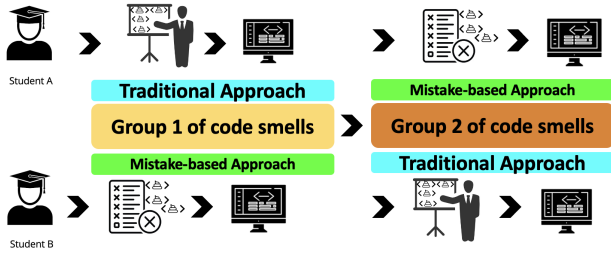 Student A
Traditional Approach
Mistake-based Approach
Group 1 of code smells
Group 2 of code smells
Mistake-based Approach
Traditional Approach
Student B